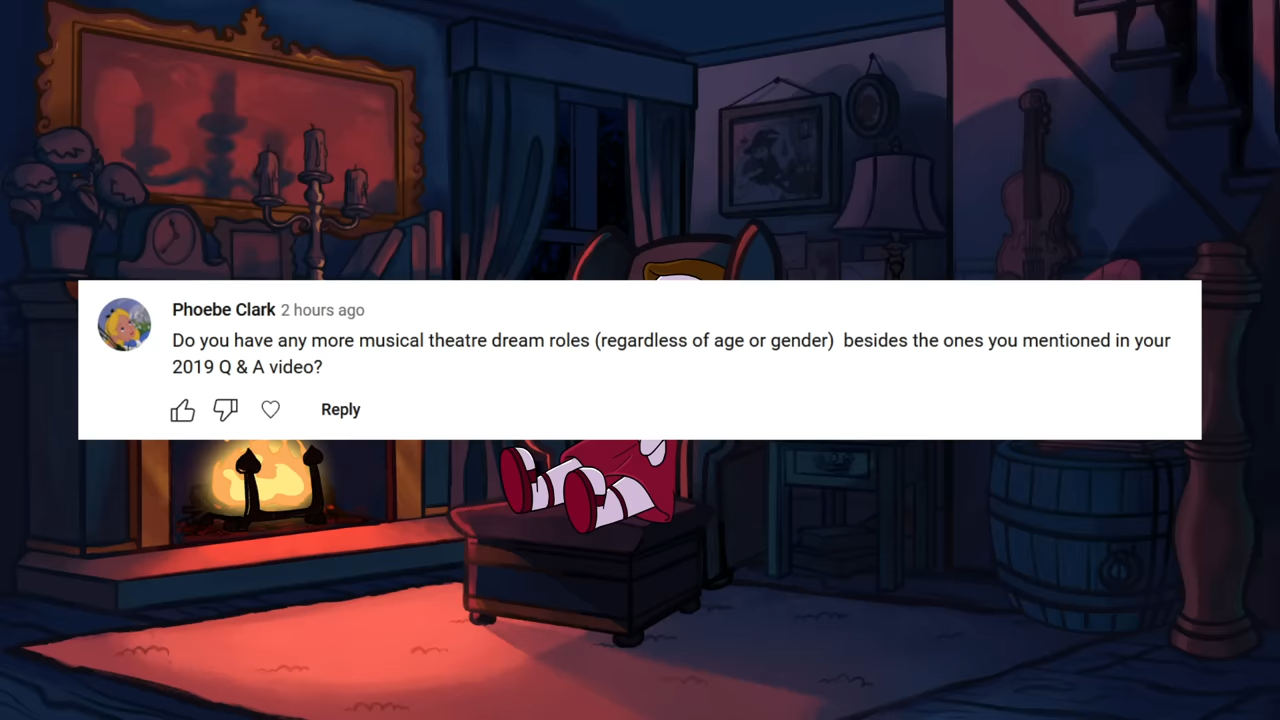 Phoebe Clark 2 hours ago
Do you have any more musical theatre dream roles (regardless of age or gender)  besides the ones you mentioned in your
2019 Q & A video?
Reply